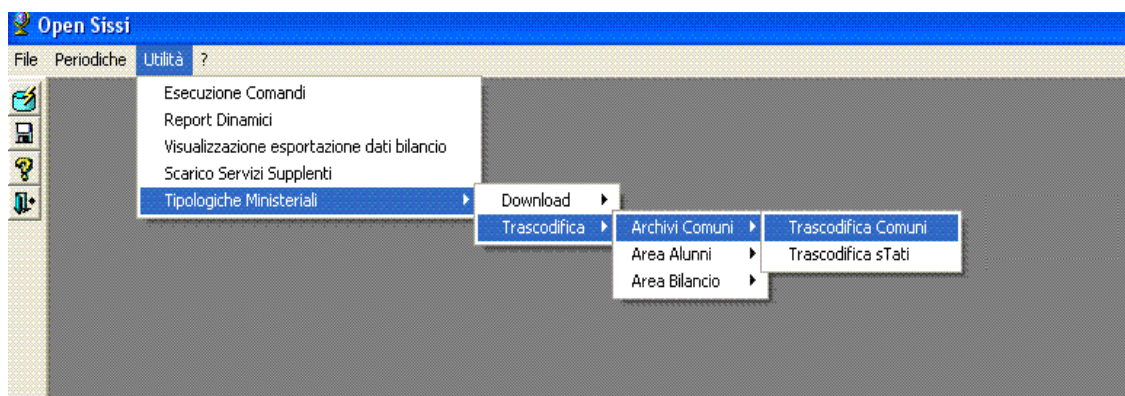 Open Sissi
File Periodiche Utilità ?
Esecuzione Comandi
Report Dinamici
Visualizzazione esportazione dati bilancio
Scarico Servizi Supplenti
Tipologiche Ministeriali
Download
Trascodifica
Archivi Comuni
Area Alunni
Area Bilancio
Trascodifica Comuni
Trascodifica sTati